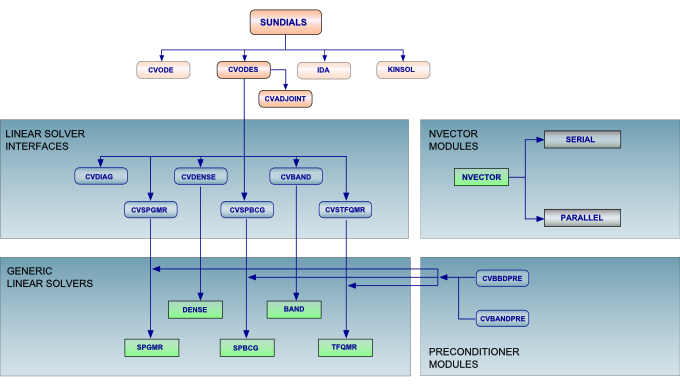 SUNDIALS
CVODE
CVODES
IDA
KINSOL
CVADJOINT
LINEAR SOLVER
INTERFACES
CVDIAG
CVDENSE
CVBAND
CVSPGMR
CVSPBCG
CVSTFQMR
NVECTOR
MODULES
SERIAL
NVECTOR
PARALLEL
GENERIC
LINEAR SOLVERS
DENSE
BAND
SPGMR
SPBCG
TFQMR
CVBBDPRE
CVBANDPRE
PRECONDITIONER
MODULES